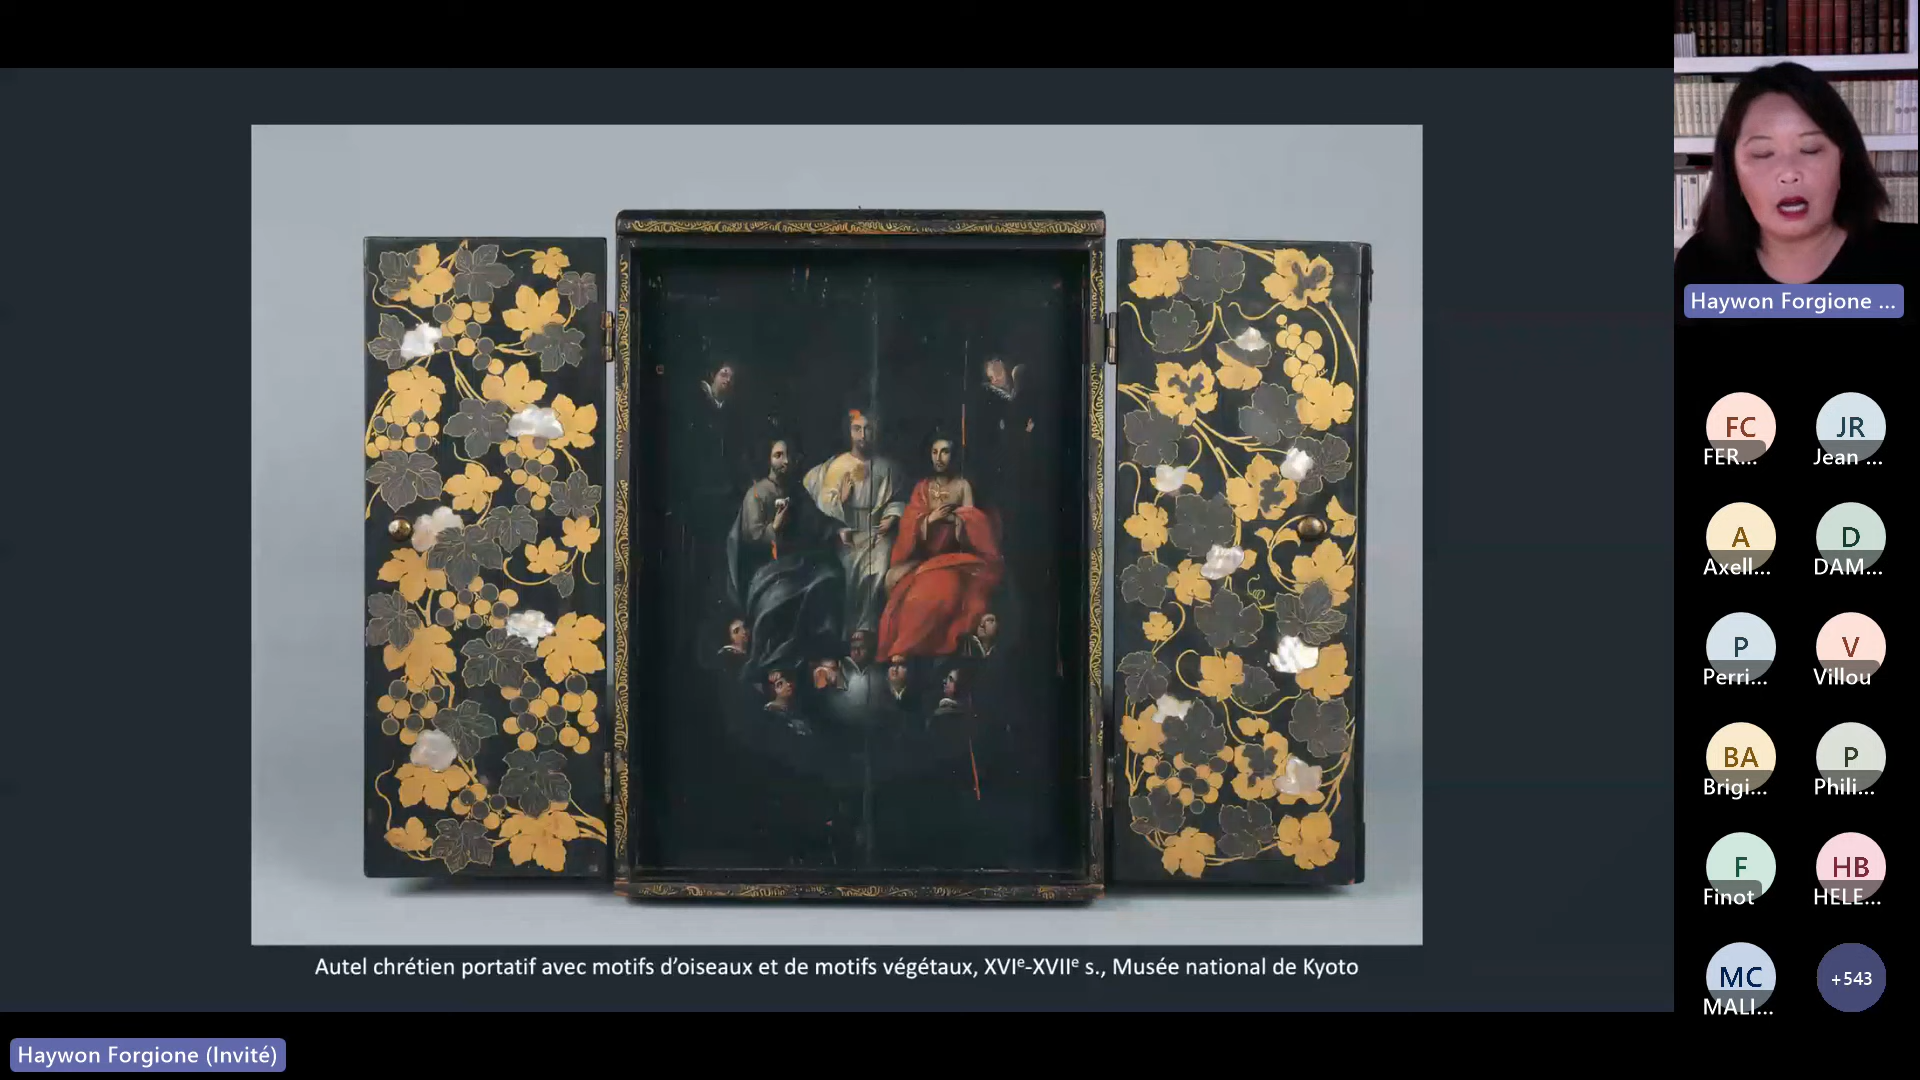 Autel chrétien portatif avec motifs d’oiseaux et de motifs végétaux, XVIᵉ-XVIIᵉ s., Musée national de Kyoto
Haywon Forgione (Invité)
Haywon Forgione ...
FC
FER...
JR
Jean ...
A
Axell...
D
DAM...
P
Perri...
V
Villou
BA
Brigi...
P
Phili...
F
Finot
HB
HELE...
MC
MALI...
+543